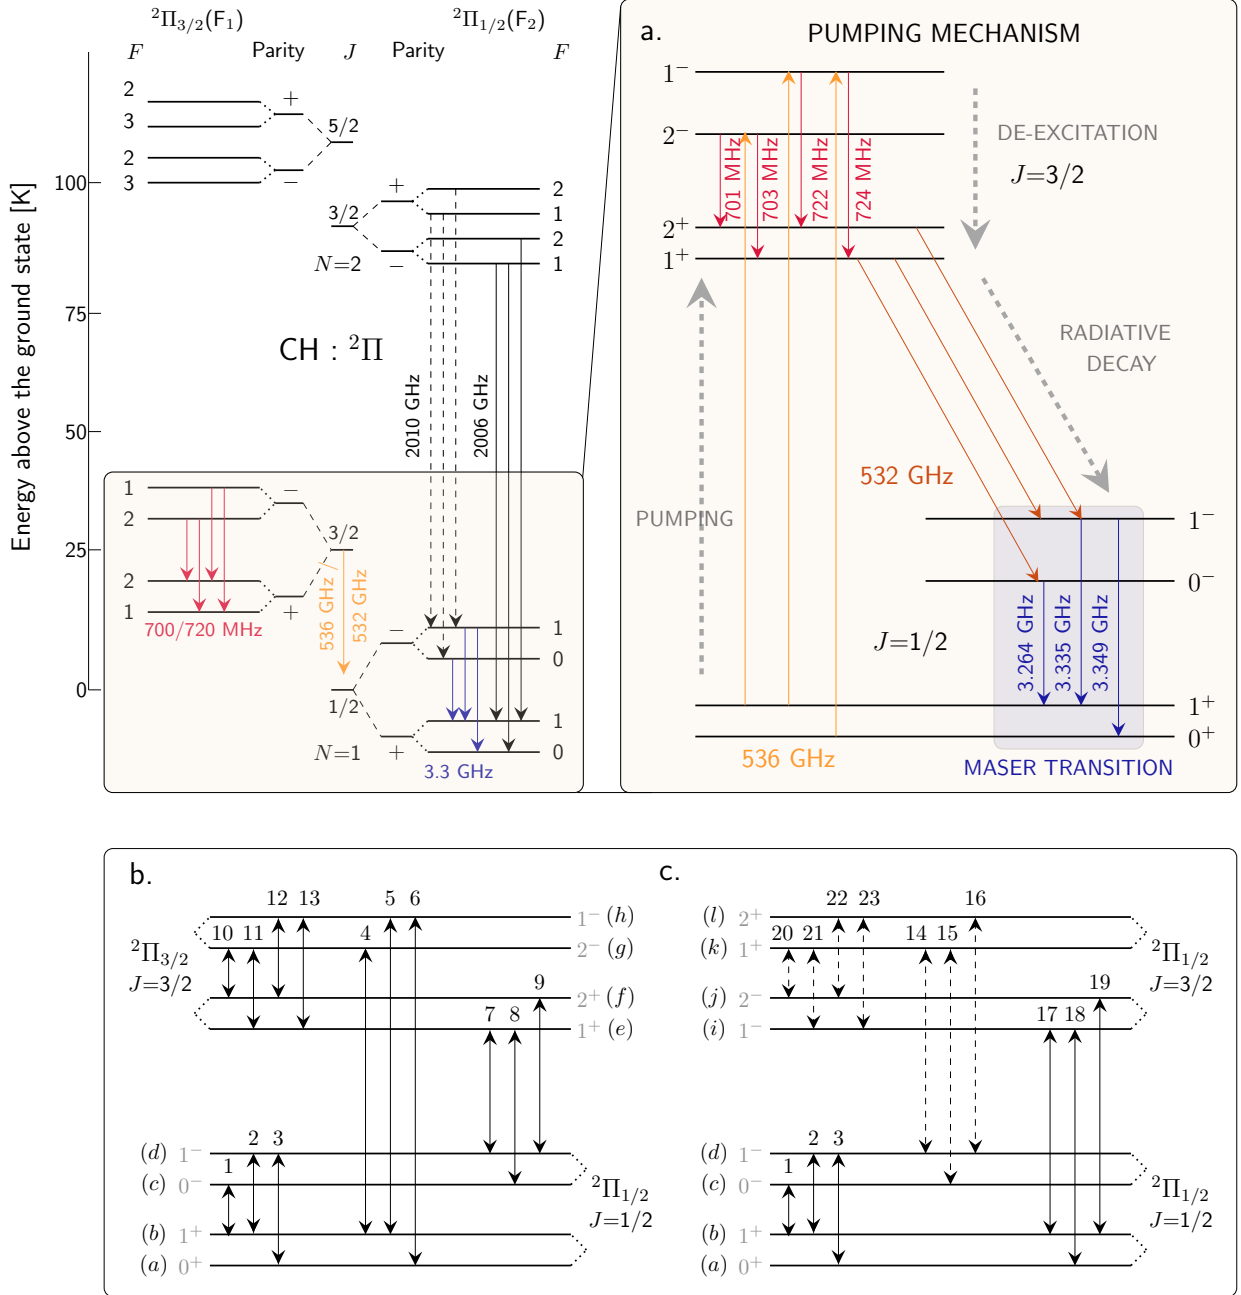 ²Π₃/₂(F₁) ²Π₁/₂(F₂)
F Parity J Parity F
Energy above the ground state [K]
100
75
50
25
0
2
3
2
3
+
−
5/2
3/2
N=2
+
−
2
1
2
1
CH : ²Π
2010 GHz
2006 GHz
1
2
2
1
−
+
3/2
700/720 MHz
536 GHz /
532 GHz
1/2
N=1
−
+
1
0
1
0
3.3 GHz
a.
PUMPING MECHANISM
1⁻
2⁻
2⁺
1⁺
701 MHz
703 MHz
722 MHz
724 MHz
DE-EXCITATION
J=3/2
RADIATIVE
DECAY
532 GHz
PUMPING
1⁻
0⁻
J=1/2
3.264 GHz
3.335 GHz
3.349 GHz
1⁺
0⁺
536 GHz
MASER TRANSITION
b.
12 13 5 6
1⁻ (h)
10 11 4
2⁻ (g)
²Π₃/₂
J=3/2
9
2⁺ (f)
7 8
1⁺ (e)
2 3
(d) 1⁻
1
(c) 0⁻
²Π₁/₂
J=1/2
(b) 1⁺
(a) 0⁺
c.
22 23 16
(l) 2⁺
20 21 14 15
(k) 1⁺
²Π₁/₂
J=3/2
19
(j) 2⁻
17 18
(i) 1⁻
2 3
(d) 1⁻
1
(c) 0⁻
²Π₁/₂
J=1/2
(b) 1⁺
(a) 0⁺